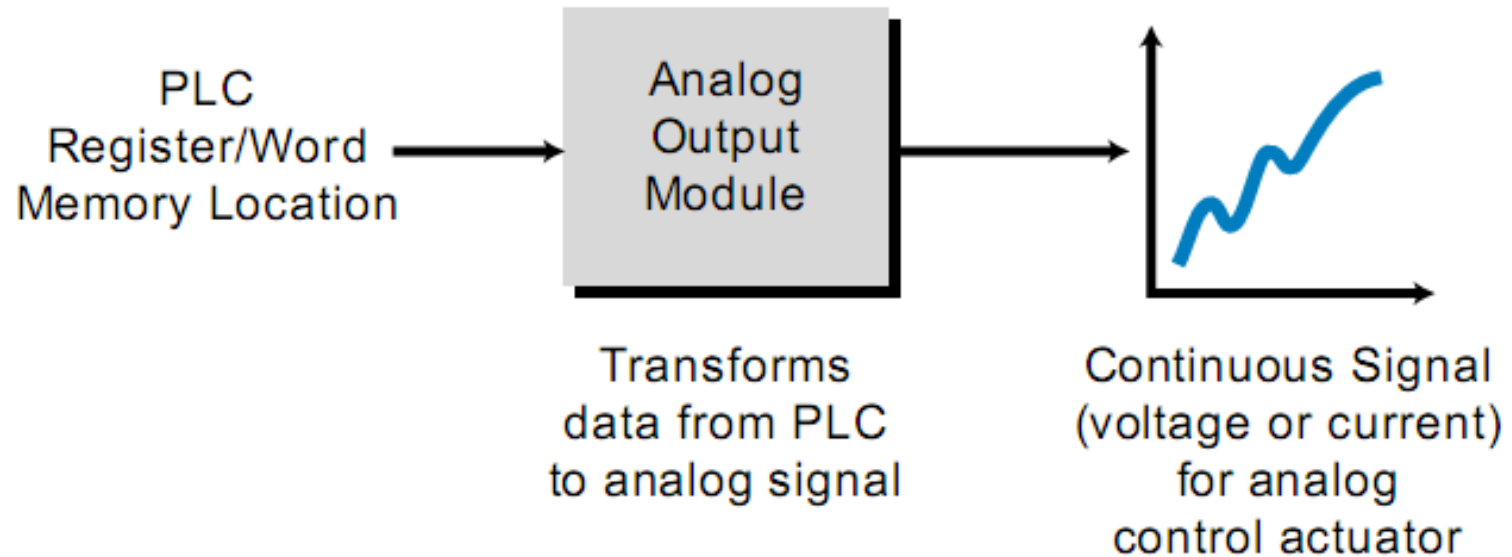 PLC
Register/Word
Memory Location
Analog
Output
Module
Transforms
data from PLC
to analog signal
Continuous Signal
(voltage or current)
for analog
control actuator